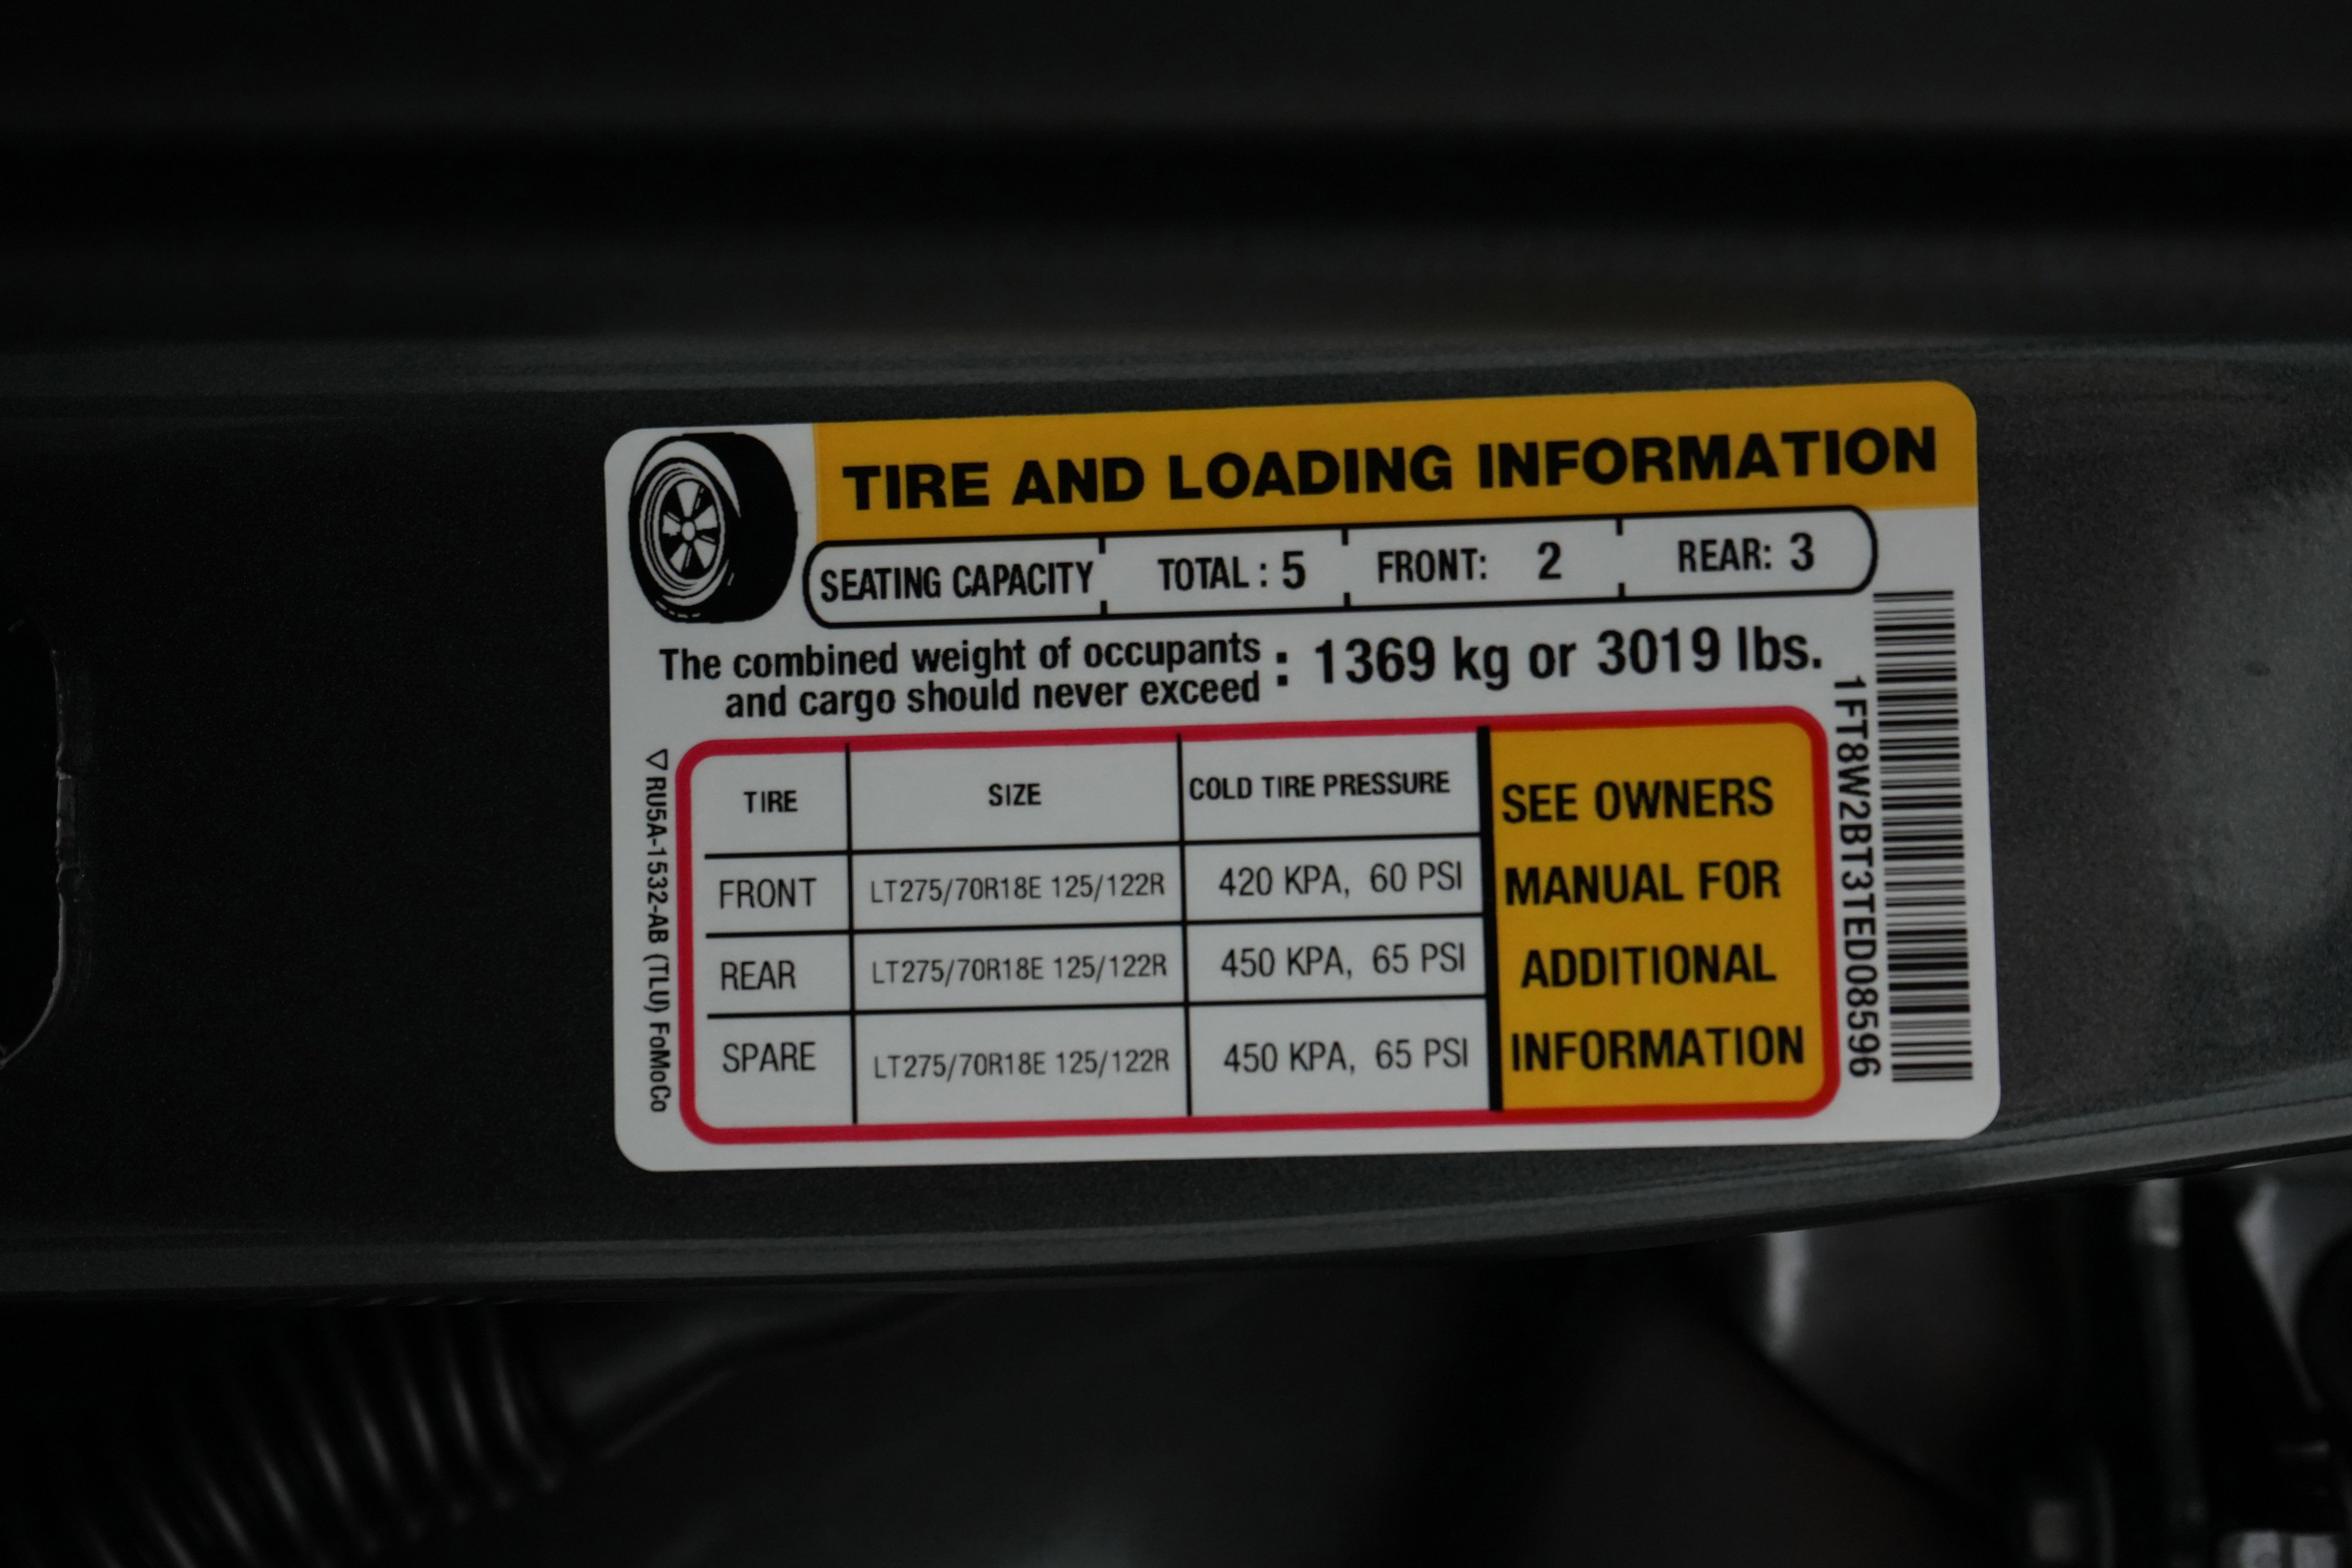 TIRE AND LOADING INFORMATION
SEATING CAPACITY TOTAL : 5 FRONT: 2 REAR: 3
The combined weight of occupants
and cargo should never exceed : 1369 kg or 3019 lbs.
TIRE SIZE COLD TIRE PRESSURE
FRONT LT275/70R18E 125/122R 420 KPA, 60 PSI
REAR LT275/70R18E 125/122R 450 KPA, 65 PSI
SPARE LT275/70R18E 125/122R 450 KPA, 65 PSI
SEE OWNERS
MANUAL FOR
ADDITIONAL
INFORMATION
1FT8W2BT3TED08596
RU5A-1532-AB (TLU) FoMoCo